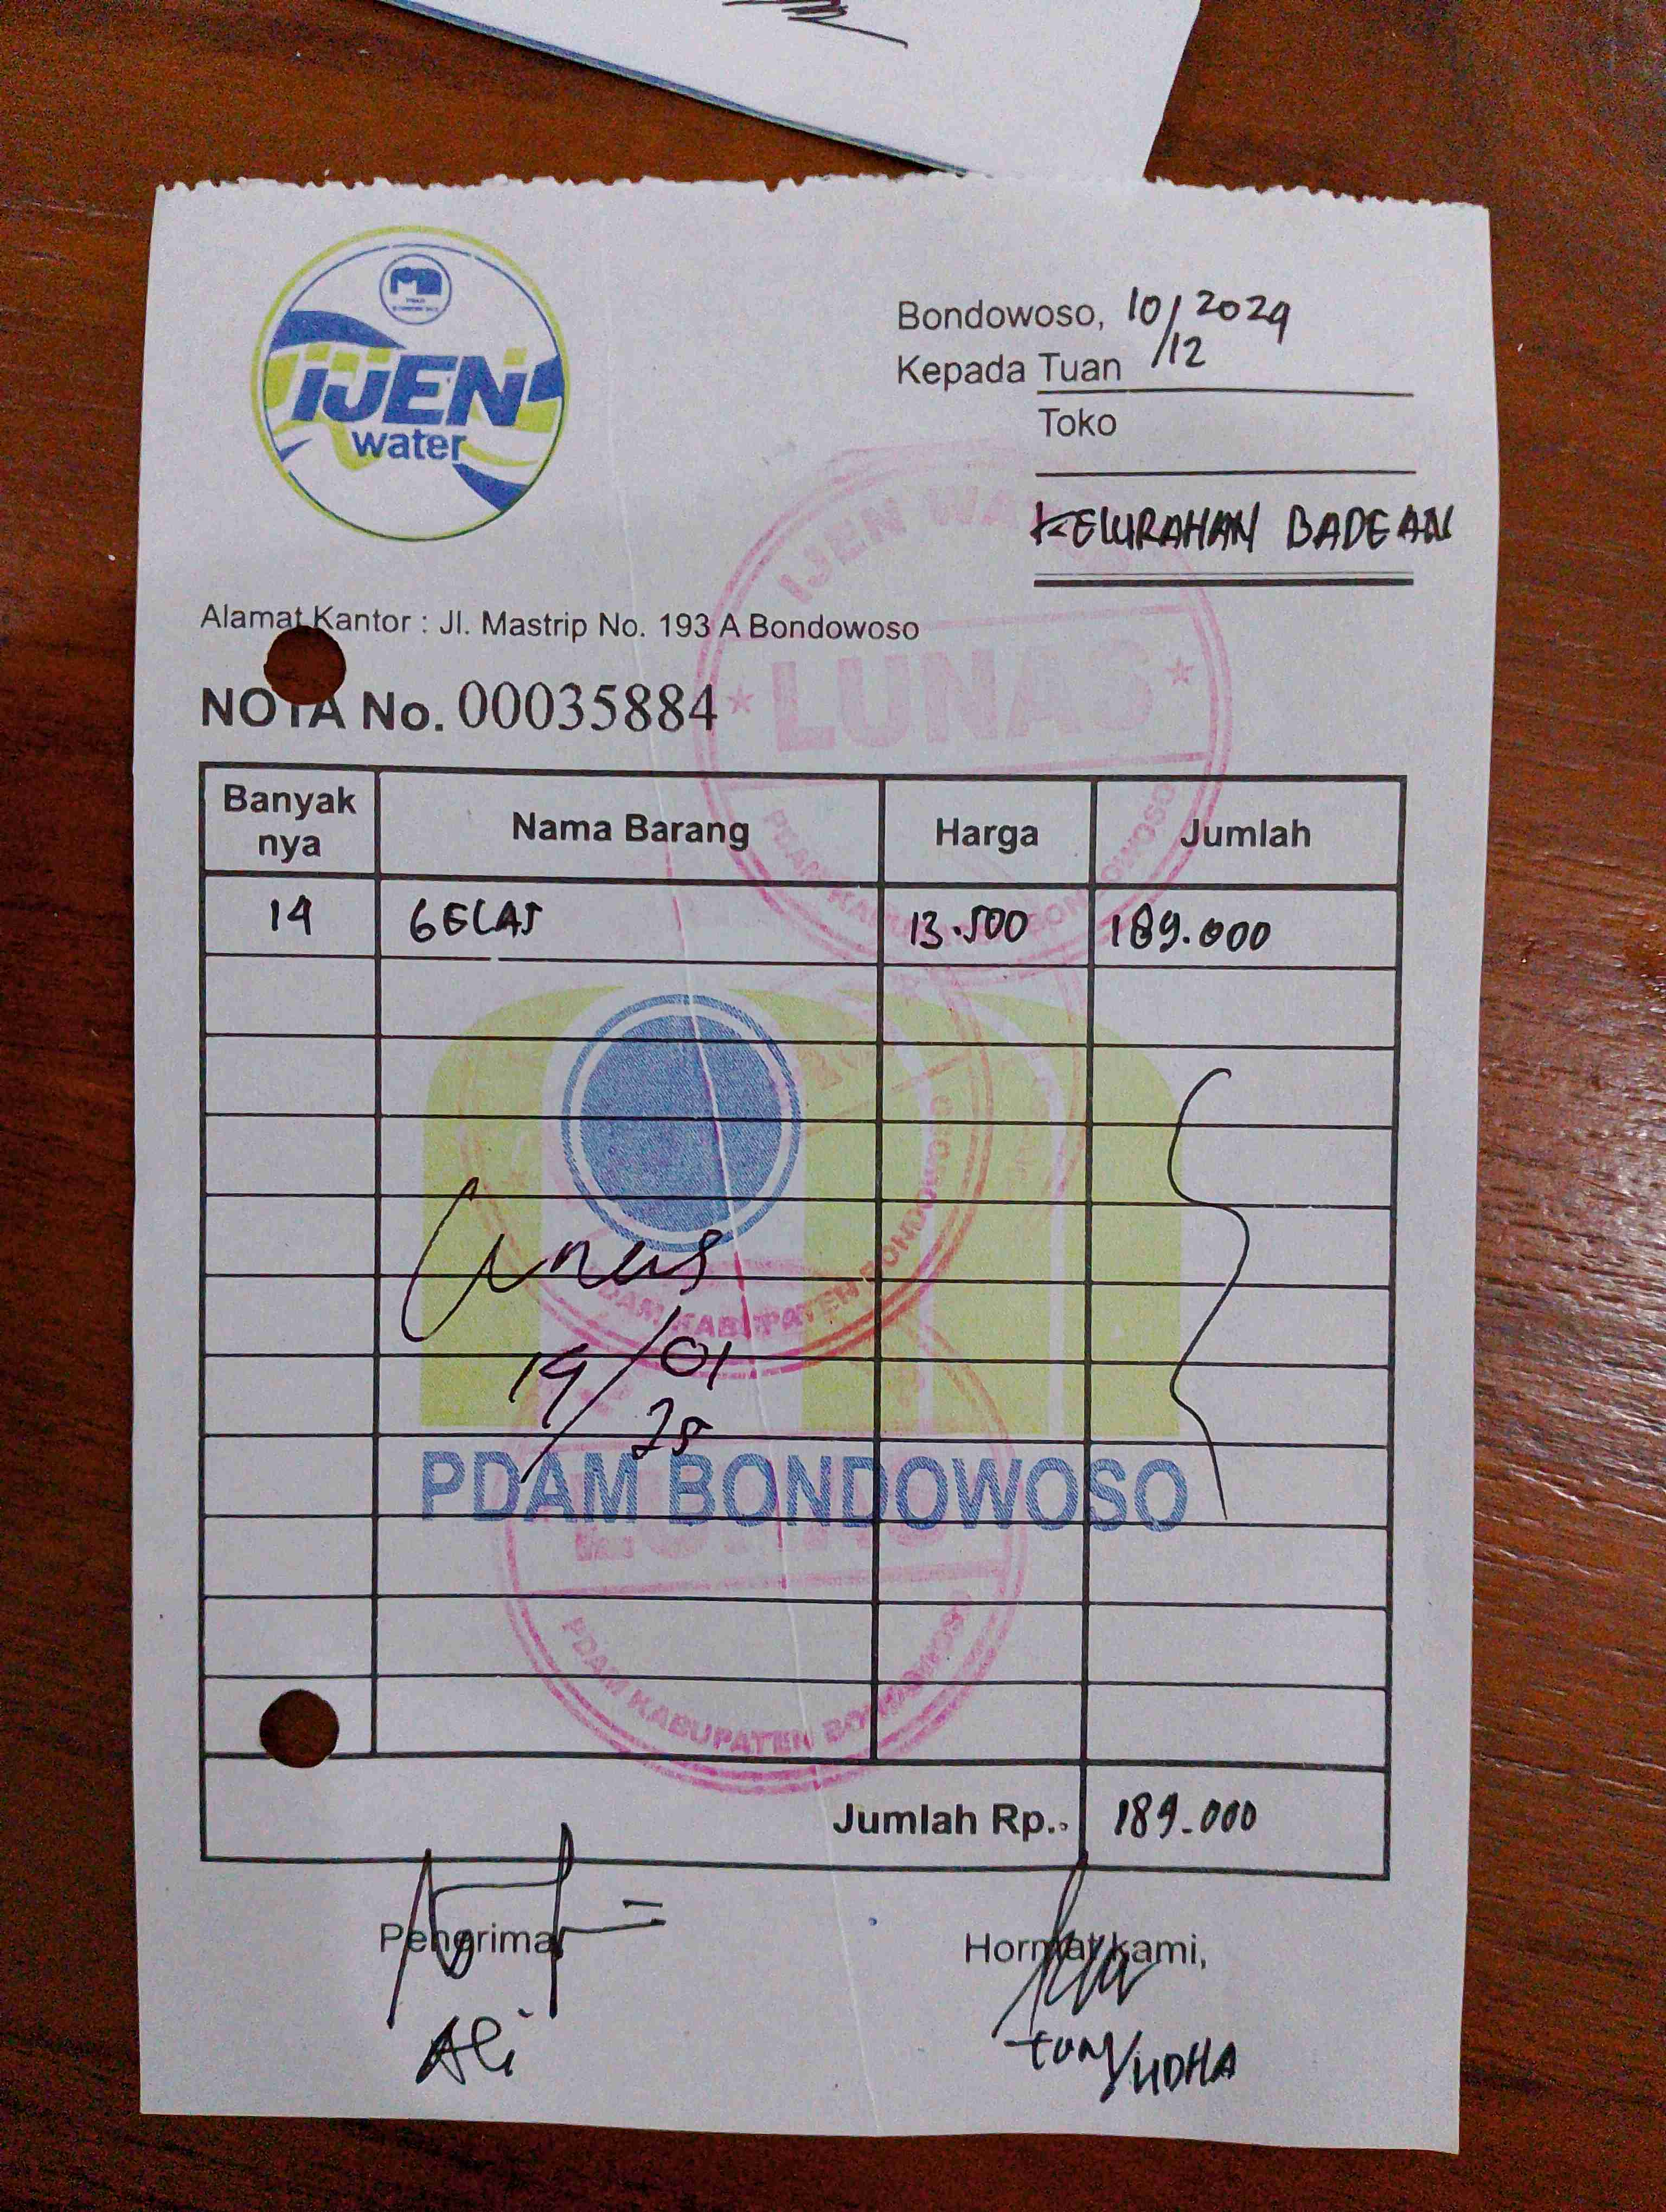 IJEN
water
Bondowoso, 10/12 2024
Kepada Tuan
Toko
KELURAHAN BADEAN
Alamat Kantor : Jl. Mastrip No. 193 A Bondowoso
NOTA No. 00035884
IJEN WATER
LUNAS
PDAM KABUPATEN BONDOWOSO
Banyak nya Nama Barang Harga Jumlah
14 GELAS 13.500 189.000
Lunas
PDAM KABUPATEN BONDOWOSO
14/01
25
PDAM BONDOWOSO
LUNAS
PDAM KABUPATEN BONDOWOSO
Jumlah Rp.. 189.000
Penerima Hormat kami,
Ali YUDHA